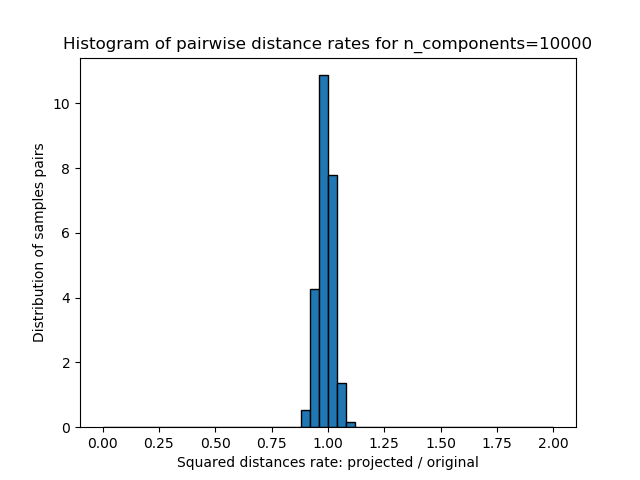 Histogram of pairwise distance rates for n_components=10000
Distribution of samples pairs
10
8
6
4
2
0
0.00 0.25 0.50 0.75 1.00 1.25 1.50 1.75 2.00
Squared distances rate: projected / original